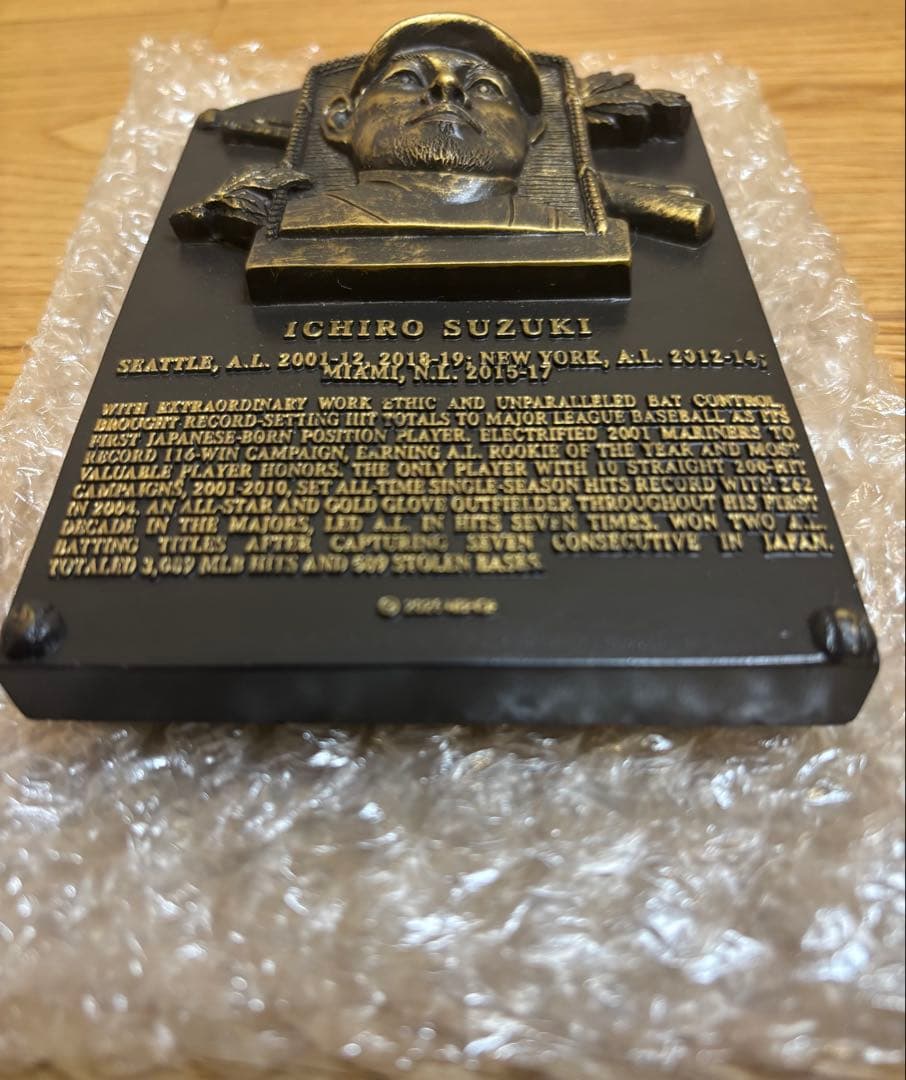 ICHIRO SUZUKI
SEATTLE, A.L. 2001-12, 2018-19; NEW YORK, A.L. 2012-14;
MIAMI, N.L. 2015-17
WITH EXTRAORDINARY WORK ETHIC AND UNPARALLELED BAT CONTROL,
BROUGHT RECORD-SETTING HIT TOTALS TO MAJOR LEAGUE BASEBALL AS ITS
FIRST JAPANESE-BORN POSITION PLAYER. ELECTRIFIED 2001 MARINERS TO
RECORD 116-WIN CAMPAIGN, EARNING A.L. ROOKIE OF THE YEAR AND MOST
VALUABLE PLAYER HONORS. THE ONLY PLAYER WITH 10 STRAIGHT 200-HIT
CAMPAIGNS, 2001-2010, SET ALL-TIME SINGLE-SEASON HITS RECORD WITH 262
IN 2004. AN ALL-STAR AND GOLD GLOVE OUTFIELDER THROUGHOUT HIS FIRST
DECADE IN THE MAJORS, LED A.L. IN HITS SEVEN TIMES. WON TWO A.L.
BATTING TITLES AFTER CAPTURING SEVEN CONSECUTIVE IN JAPAN.
TOTALED 3,089 MLB HITS AND 509 STOLEN BASES.
©